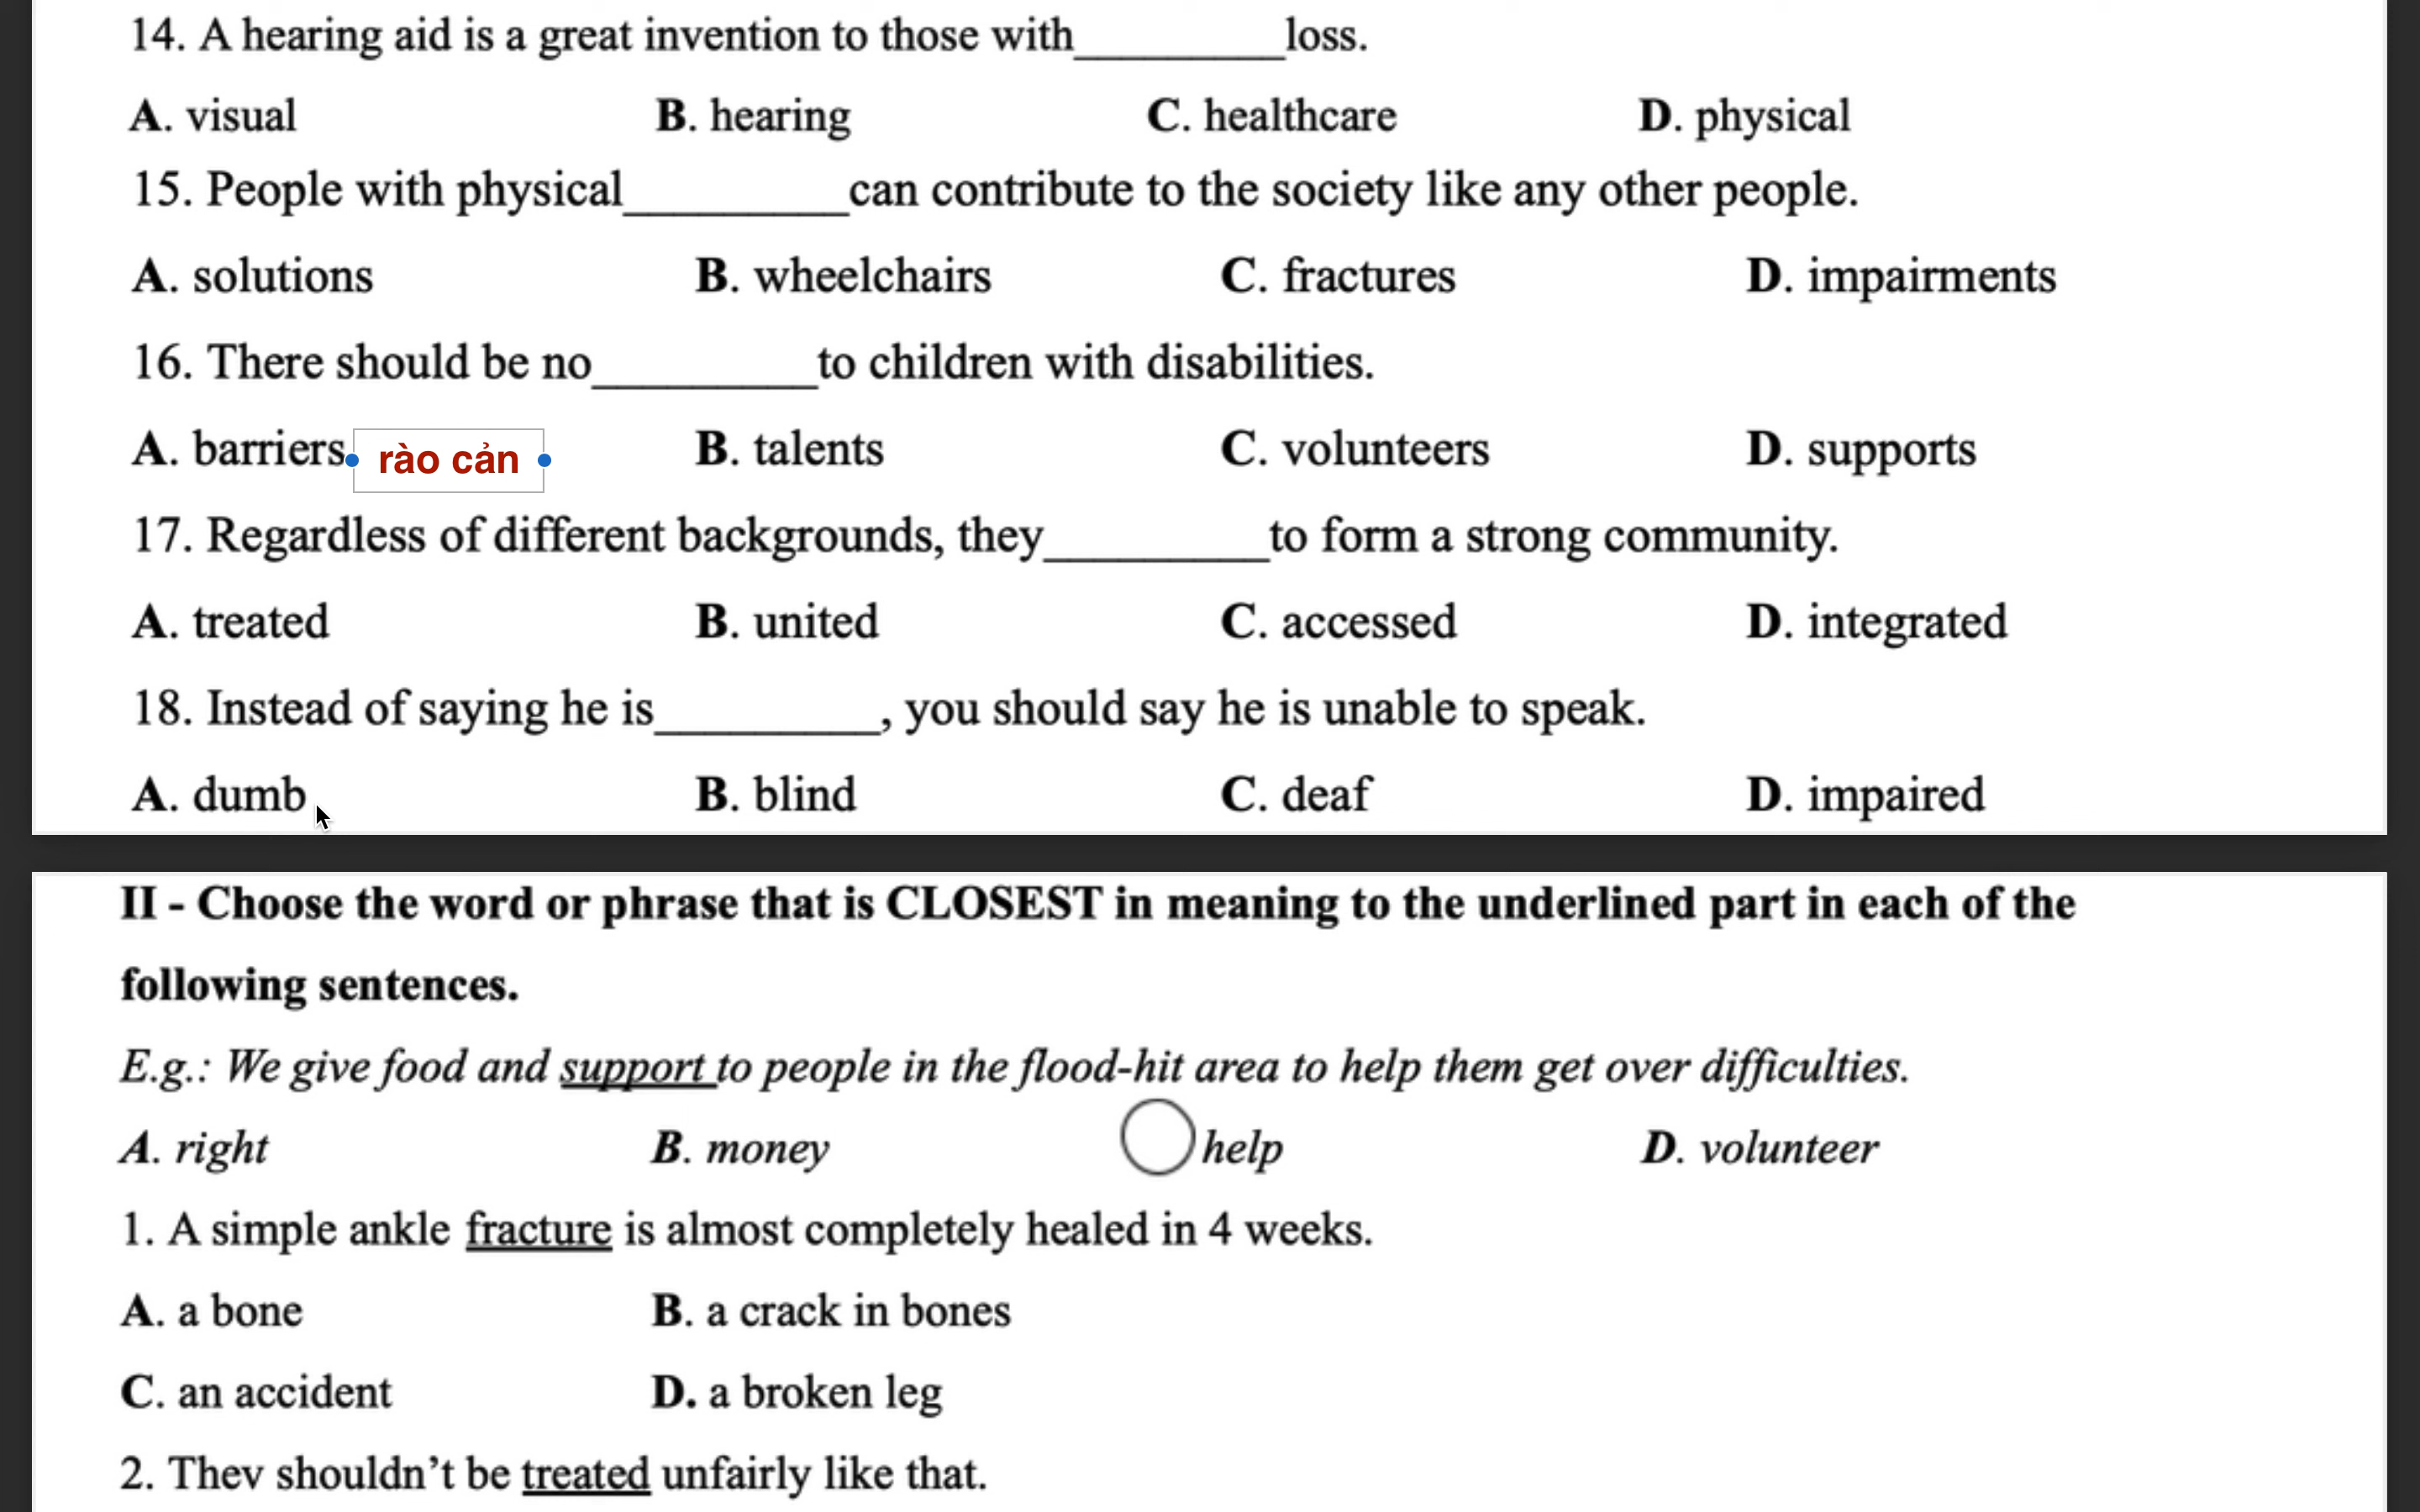 14. A hearing aid is a great invention to those with_________loss.
A. visual B. hearing C. healthcare D. physical
15. People with physical_________can contribute to the society like any other people.
A. solutions B. wheelchairs C. fractures D. impairments
16. There should be no_________to children with disabilities.
A. barriers rào cản B. talents C. volunteers D. supports
17. Regardless of different backgrounds, they_________to form a strong community.
A. treated B. united C. accessed D. integrated
18. Instead of saying he is_________, you should say he is unable to speak.
A. dumb B. blind C. deaf D. impaired
II - Choose the word or phrase that is CLOSEST in meaning to the underlined part in each of the
following sentences.
E.g.: We give food and support to people in the flood-hit area to help them get over difficulties.
A. right B. money help D. volunteer
1. A simple ankle fracture is almost completely healed in 4 weeks.
A. a bone B. a crack in bones
C. an accident D. a broken leg
2. They shouldn’t be treated unfairly like that.